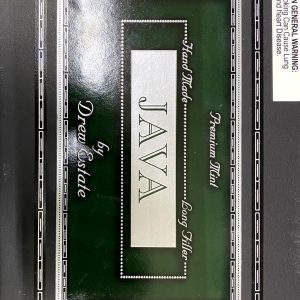 Premium Mint
Hand Made
Long Filler
JAVA
by
Drew Estate
N GENERAL WARNING:
oking Can Cause Lung
nd Heart Disease.